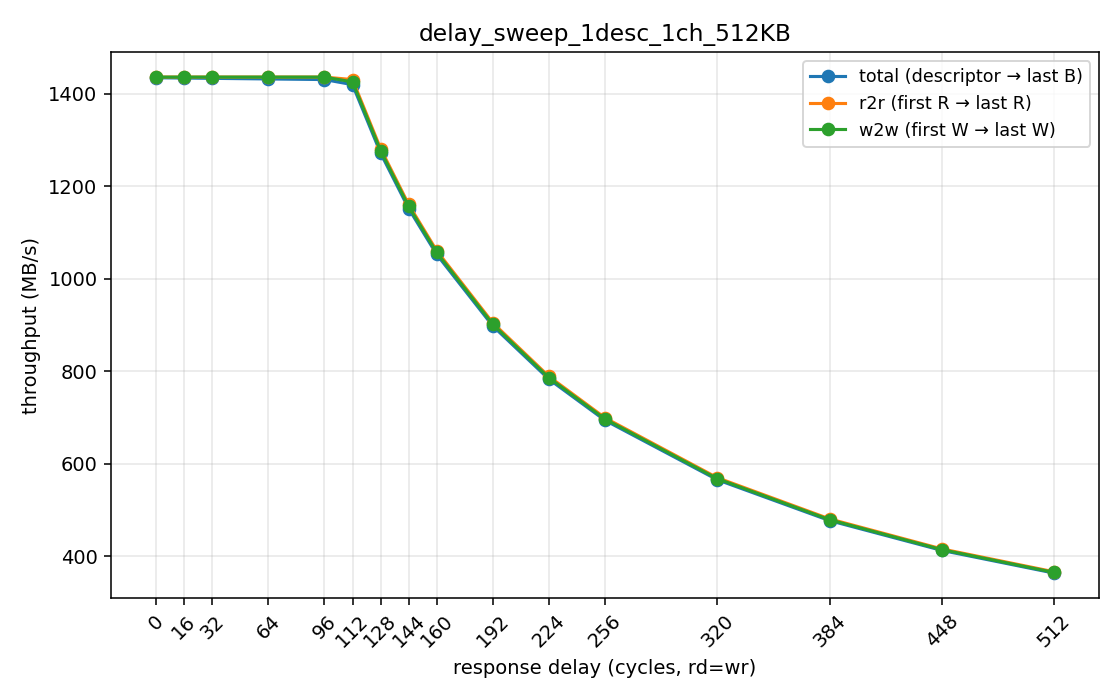 delay_sweep_1desc_1ch_512KB
total (descriptor → last B)
r2r (first R → last R)
w2w (first W → last W)
throughput (MB/s)
1400
1200
1000
800
600
400
0 16 32 64 96 112 128 144 160 192 224 256 320 384 448 512
response delay (cycles, rd=wr)